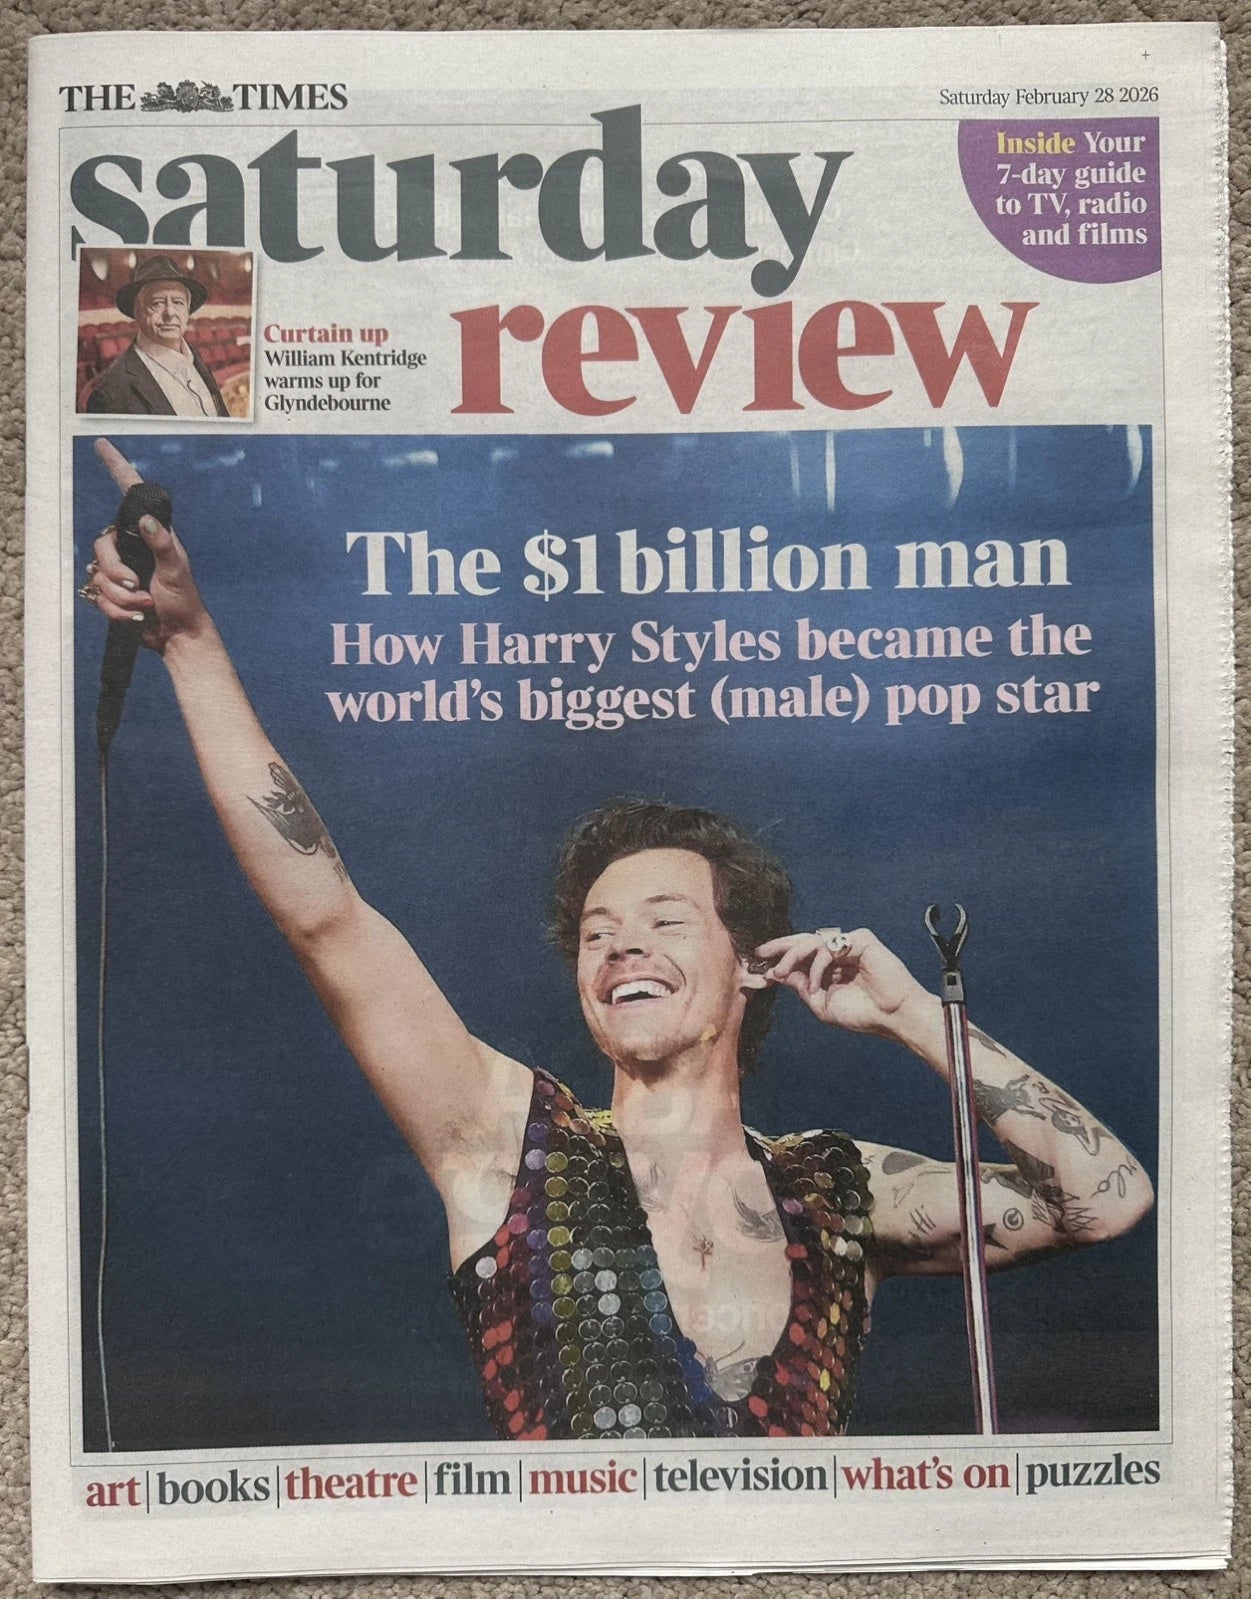 THE TIMES
Saturday February 28 2026
saturday
review
Inside Your
7-day guide
to TV, radio
and films
Curtain up
William Kentridge
warms up for
Glyndebourne
The $1 billion man
How Harry Styles became the
world's biggest (male) pop star
Hi
art|books|theatre|film|music|television|what's on|puzzles